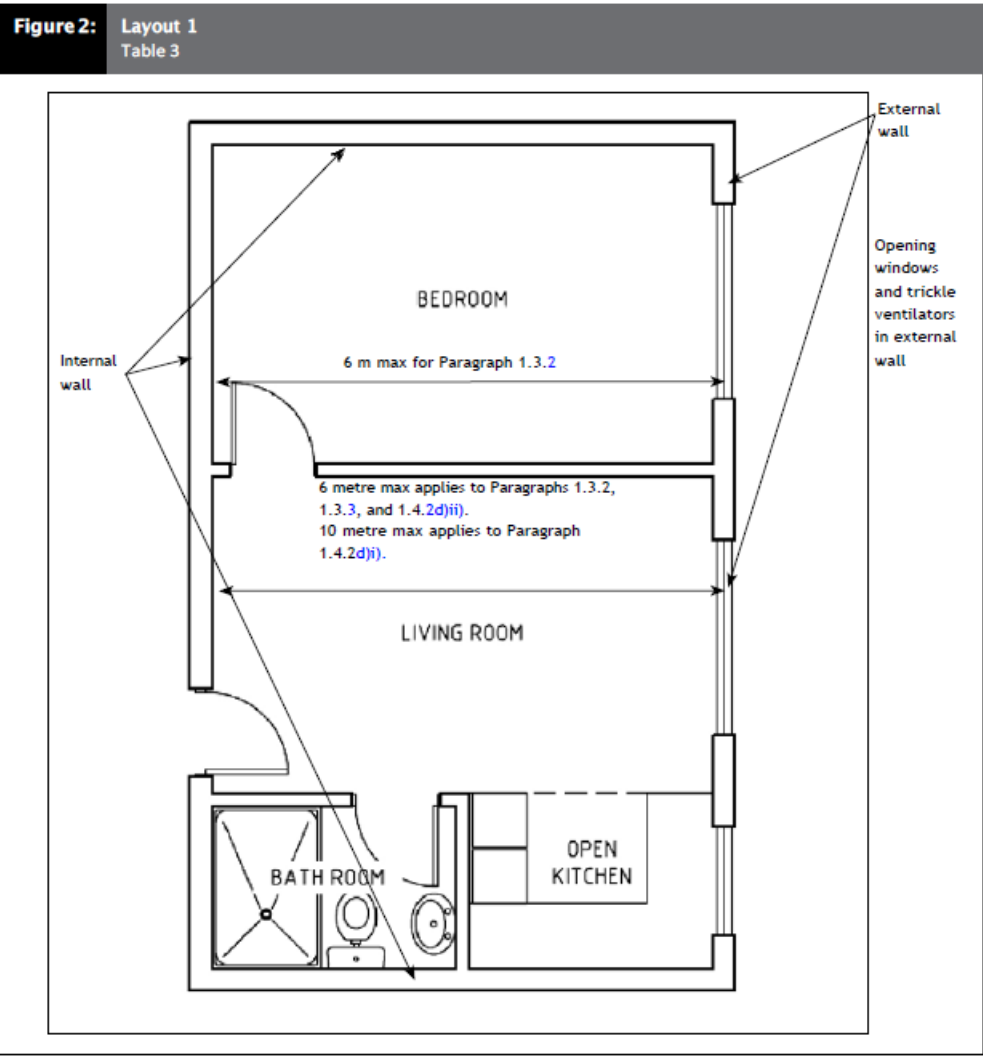 Figure 2: Layout 1
Table 3
External
wall
Opening
windows
and trickle
ventilators
in external
wall
BEDROOM
Internal
wall
6 m max for Paragraph 1.3.2
6 metre max applies to Paragraphs 1.3.2,
1.3.3, and 1.4.2d)ii).
10 metre max applies to Paragraph
1.4.2d)i).
LIVING ROOM
BATH ROOM
OPEN
KITCHEN